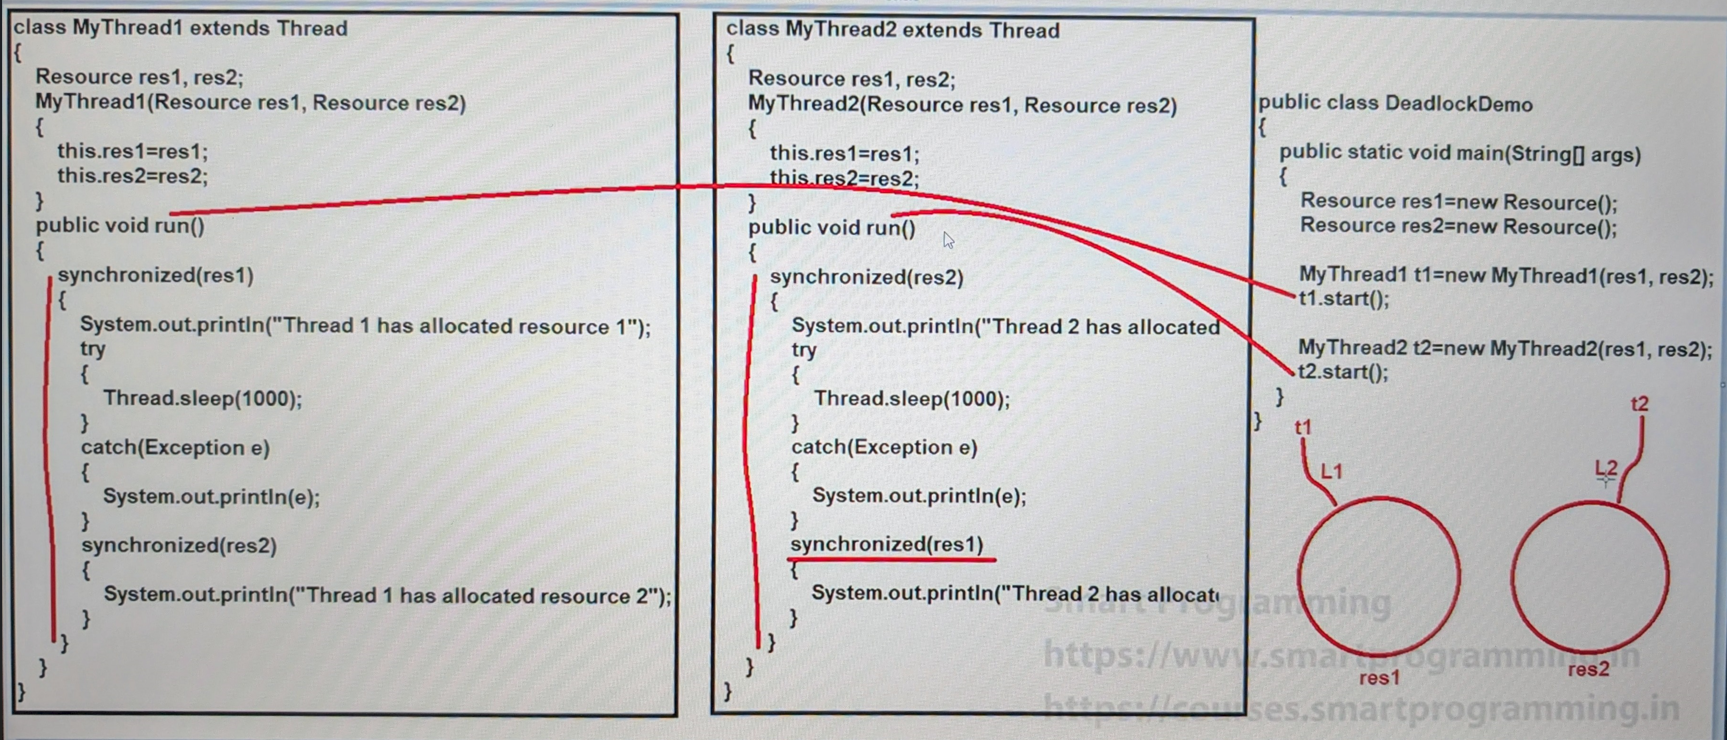 class MyThread1 extends Thread
{
Resource res1, res2;
MyThread1(Resource res1, Resource res2)
{
this.res1=res1;
this.res2=res2;
}
public void run()
{
synchronized(res1)
{
System.out.println("Thread 1 has allocated resource 1");
try
{
Thread.sleep(1000);
}
catch(Exception e)
{
System.out.println(e);
}
synchronized(res2)
{
System.out.println("Thread 1 has allocated resource 2");
}
}
}
}
class MyThread2 extends Thread
{
Resource res1, res2;
MyThread2(Resource res1, Resource res2)
{
this.res1=res1;
this.res2=res2;
}
public void run()
{
synchronized(res2)
{
System.out.println("Thread 2 has allocated
try
{
Thread.sleep(1000);
}
catch(Exception e)
{
System.out.println(e);
}
synchronized(res1)
{
System.out.println("Thread 2 has allocat
}
}
}
}
public class DeadlockDemo
{
public static void main(String[] args)
{
Resource res1=new Resource();
Resource res2=new Resource();
MyThread1 t1=new MyThread1(res1, res2);
t1.start();
MyThread2 t2=new MyThread2(res1, res2);
t2.start();
}
}
t1
t2
L1
L2
res1
res2
Smart Programming
https://www.smartprogramming.in
https://courses.smartprogramming.in